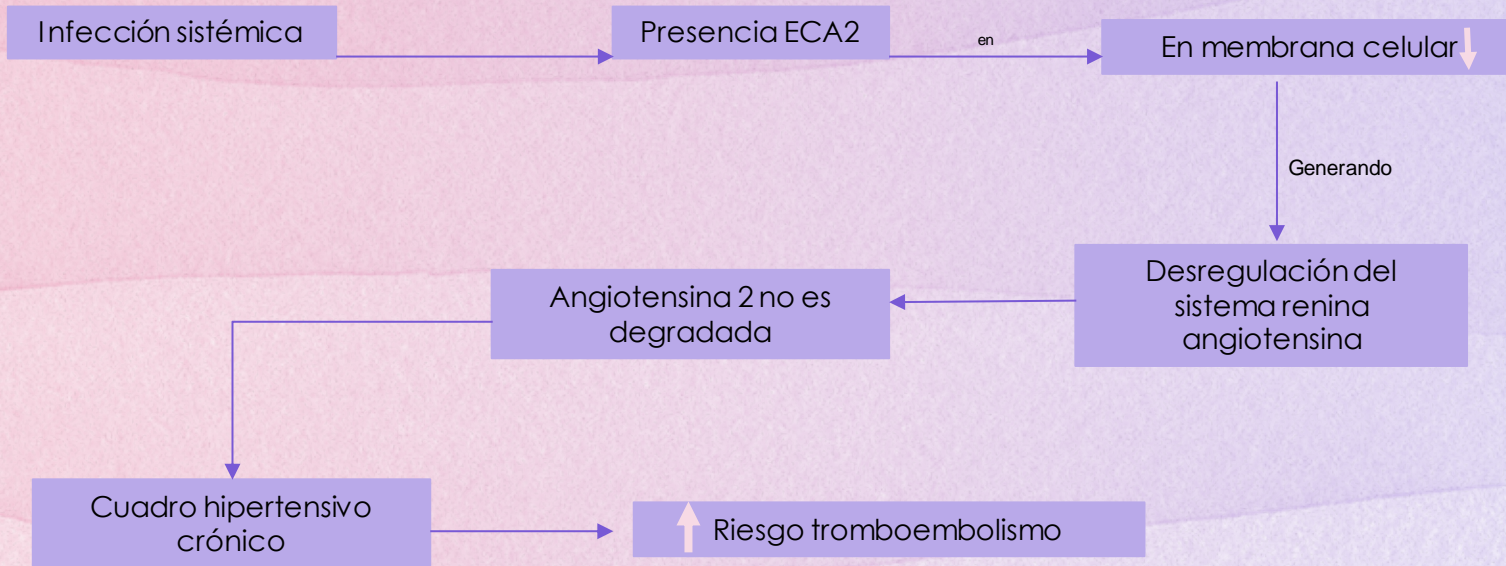 Infección sistémica
Presencia ECA2
en
En membrana celular
Generando
Desregulación del
sistema renina
angiotensina
Angiotensina 2 no es
degradada
Cuadro hipertensivo
crónico
Riesgo tromboembolismo